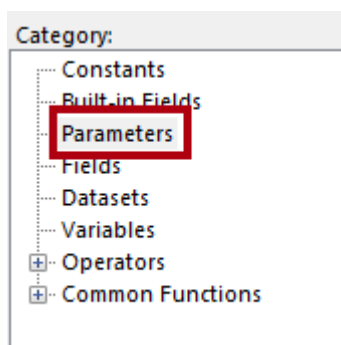 Category:
Constants
Built-in Fields
Parameters
Fields
Datasets
Variables
Operators
Common Functions